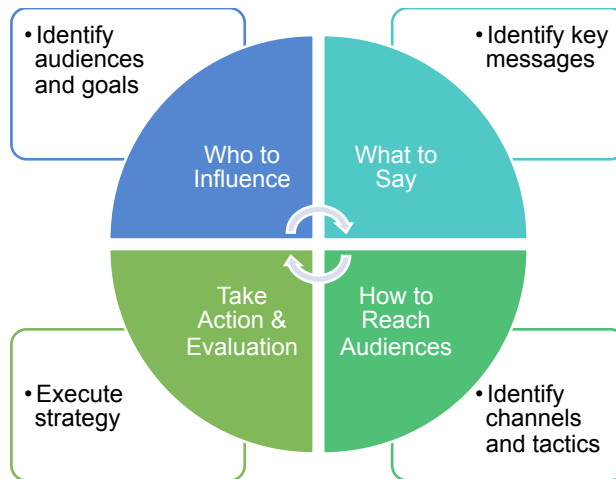 • Identify
audiences
and goals
• Identify key
messages
Who to
Influence
What to
Say
Take
Action &
Evaluation
How to
Reach
Audiences
• Execute
strategy
• Identify
channels
and tactics